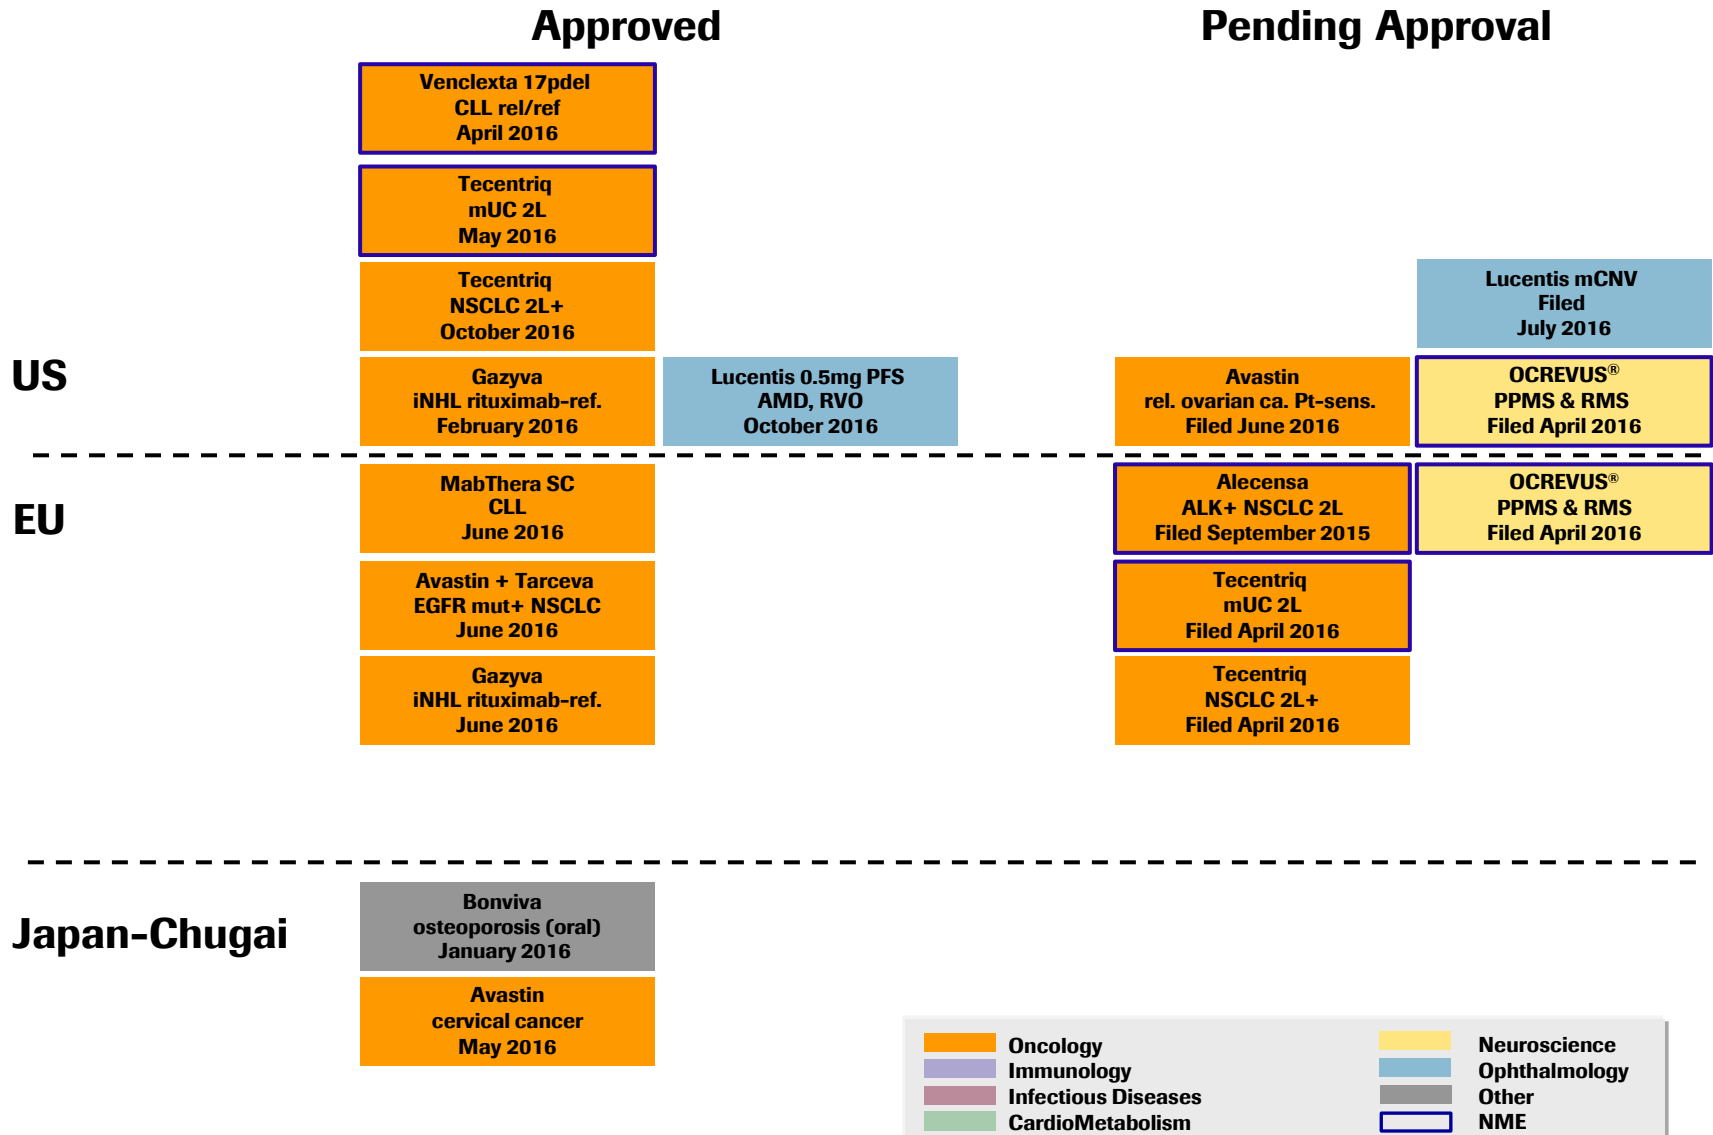 Approved
Pending Approval
US
Venclexta 17pdel
CLL rel/ref
April 2016
Tecentriq
mUC 2L
May 2016
Tecentriq
NSCLC 2L+
October 2016
Gazyva
iNHL rituximab-ref.
February 2016
Lucentis 0.5mg PFS
AMD, RVO
October 2016
Lucentis mCNV
Filed
July 2016
Avastin
rel. ovarian ca. Pt-sens.
Filed June 2016
OCREVUS®
PPMS & RMS
Filed April 2016
EU
MabThera SC
CLL
June 2016
Avastin + Tarceva
EGFR mut+ NSCLC
June 2016
Gazyva
iNHL rituximab-ref.
June 2016
Alecensa
ALK+ NSCLC 2L
Filed September 2015
OCREVUS®
PPMS & RMS
Filed April 2016
Tecentriq
mUC 2L
Filed April 2016
Tecentriq
NSCLC 2L+
Filed April 2016
Japan-Chugai
Bonviva
osteoporosis (oral)
January 2016
Avastin
cervical cancer
May 2016
Oncology
Immunology
Infectious Diseases
CardioMetabolism
Neuroscience
Ophthalmology
Other
NME